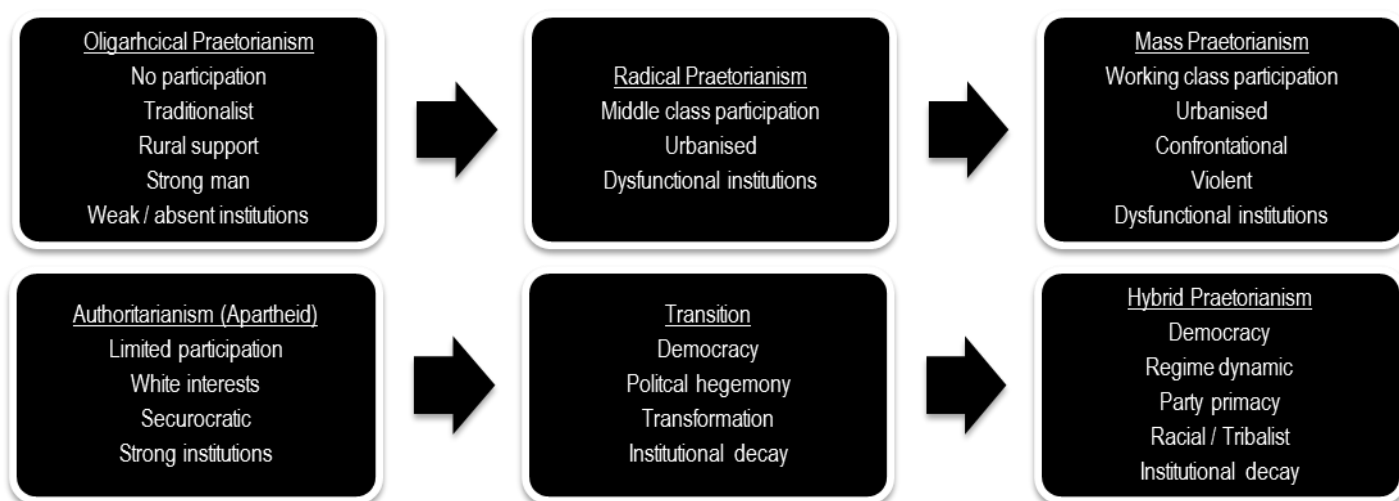 Oligarhcical Praetorianism
No participation
Traditionalist
Rural support
Strong man
Weak / absent institutions
Radical Praetorianism
Middle class participation
Urbanised
Dysfunctional institutions
Mass Praetorianism
Working class participation
Urbanised
Confrontational
Violent
Dysfunctional institutions
Authoritarianism (Apartheid)
Limited participation
White interests
Securocratic
Strong institutions
Transition
Democracy
Politcal hegemony
Transformation
Institutional decay
Hybrid Praetorianism
Democracy
Regime dynamic
Party primacy
Racial / Tribalist
Institutional decay